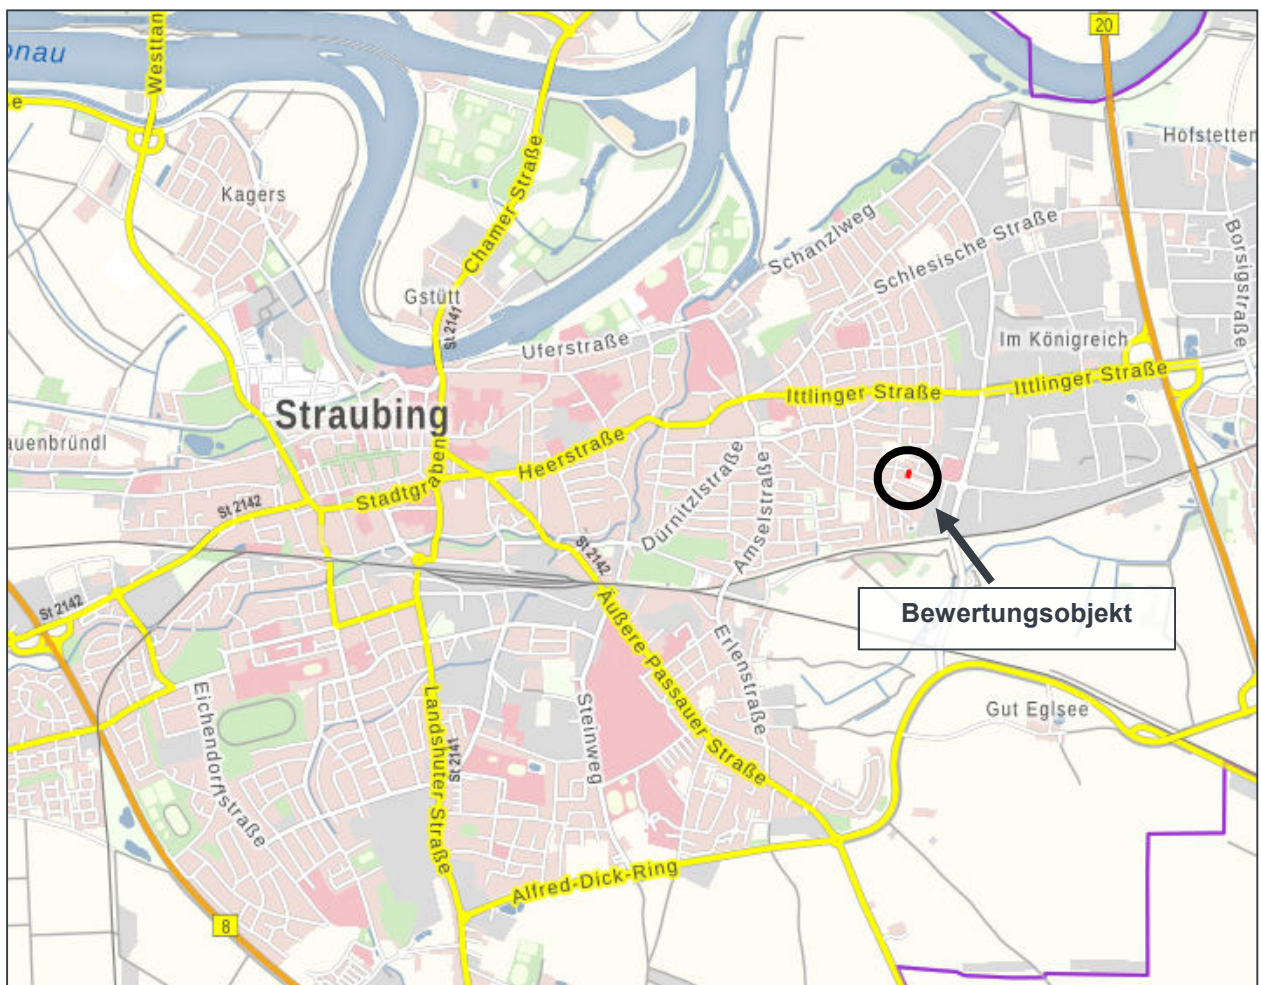 20
onau
Westtan
e
Hofstetten
Kagers
Chamer Straße
Schanzlweg
Schlesische Straße
Borsigstraße
Gstütt
St 2141
Uferstraße
Im Königreich
Ittlinger Straße
Ittlinger Straße
Straubing
auenbründl
Heerstraße
Stadtgraben
Dürnitzlstraße
Amselstraße
St 2142
St 2142
St 2142
Bewertungsobjekt
Äußere Passauer Straße
Erlenstraße
Eichendorffstraße
Landshuter Straße
St 2141
Steinweg
Gut Eglsee
Alfred-Dick-Ring
8